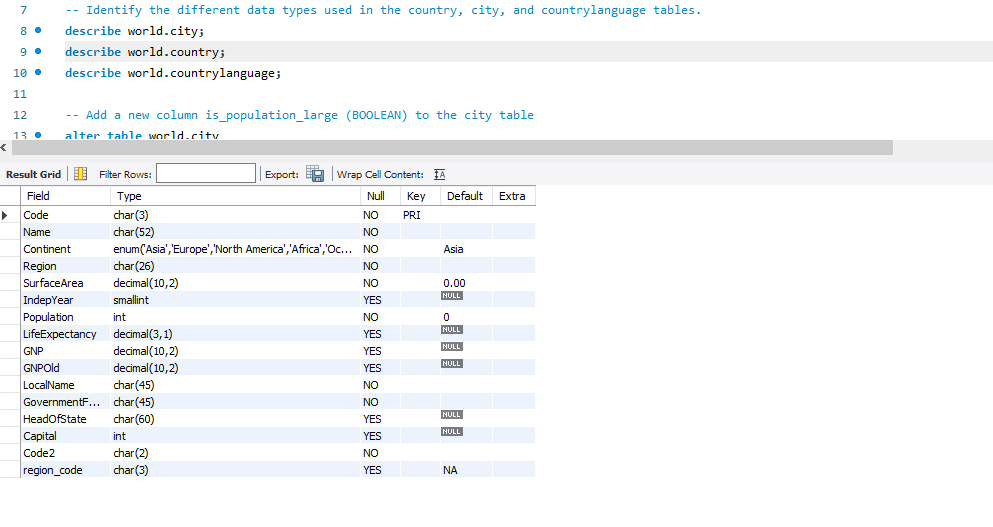 7 -- Identify the different data types used in the country, city, and countrylanguage tables.
8 describe world.city;
9 describe world.country;
10 describe world.countrylanguage;
11
12 -- Add a new column is_population_large (BOOLEAN) to the city table
13 alter table world.city
Result Grid Filter Rows: Export: Wrap Cell Content:
Field Type Null Key Default Extra
Code char(3) NO PRI
Name char(52) NO
Continent enum('Asia','Europe','North America','Africa','Oc... NO Asia
Region char(26) NO
SurfaceArea decimal(10,2) NO 0.00
IndepYear smallint YES NULL
Population int NO 0
LifeExpectancy decimal(3,1) YES NULL
GNP decimal(10,2) YES NULL
GNPOld decimal(10,2) YES NULL
LocalName char(45) NO
GovernmentF... char(45) NO
HeadOfState char(60) YES NULL
Capital int YES NULL
Code2 char(2) NO
region_code char(3) YES NA